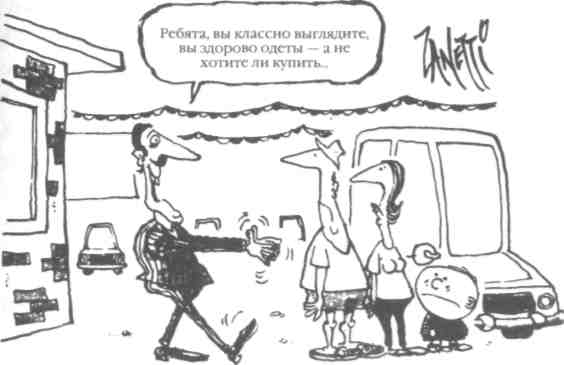 Ребята, вы классно выглядите,
вы здорово одеты — а не
хотите ли купить...
ZANETTI